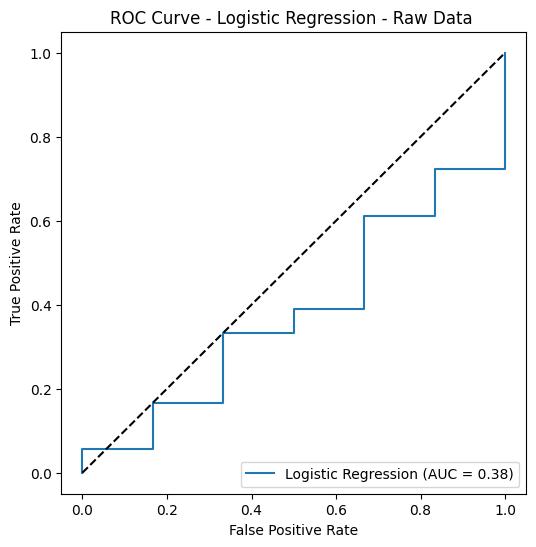 ROC Curve - Logistic Regression - Raw Data
True Positive Rate
1.0
0.8
0.6
0.4
0.2
0.0
Logistic Regression (AUC = 0.38)
0.0 0.2 0.4 0.6 0.8 1.0
False Positive Rate